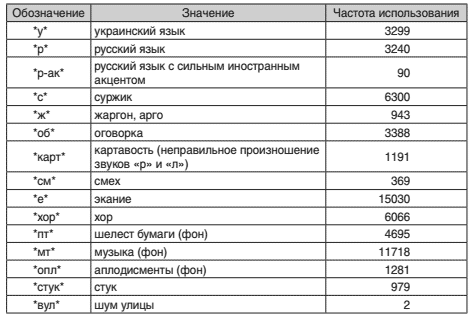 Обозначение Значение Частота использования
*у* украинский язык 3299
*р* русский язык 3240
*р-ак* русский язык с сильным иностранным
акцентом 90
*с* суржик 6300
*ж* жаргон, арго 943
*об* оговорка 3388
*карт* картавость (неправильное произношение
звуков «р» и «л») 1191
*см* смех 369
*е* экание 15030
*хор* хор 6066
*пт* шелест бумаги (фон) 4695
*мт* музыка (фон) 11718
*опл* аплодисменты (фон) 1281
*стук* стук 979
*вул* шум улицы 2